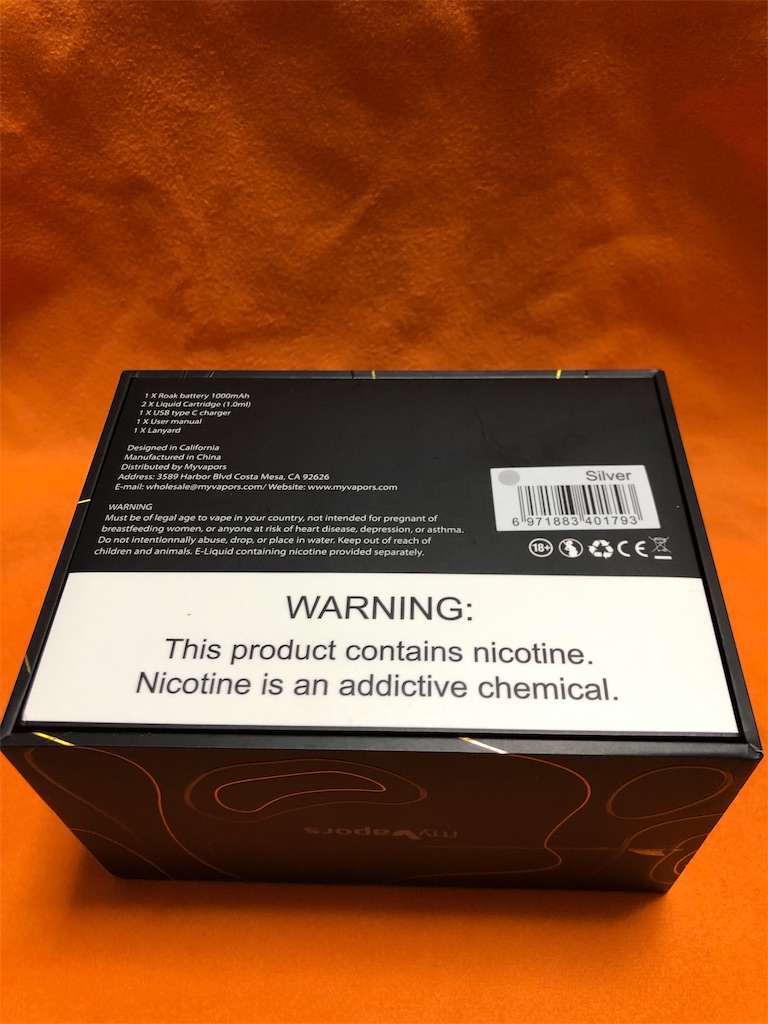 1 X Roak battery 1000mAh
2 X Liquid Cartridge (1.0ml)
1 X USB type C charger
1 X User manual
1 X Lanyard
Designed in California
Manufactured in China
Distributed by Myvapors
Address: 3589 Harbor Blvd Costa Mesa, CA 92626
E-mail: wholesale@myvapors.com/ Website: www.myvapors.com
WARNING
Must be of legal age to vape in your country, not intended for pregnant of
breastfeeding women, or anyone at risk of heart disease, depression, or asthma.
Do not intentionnally abuse, drop, or place in water. Keep out of reach of
children and animals. E-Liquid containing nicotine provided separately.
Silver
6 971883 401793
18+
CE
WARNING:
This product contains nicotine.
Nicotine is an addictive chemical.
myVapors